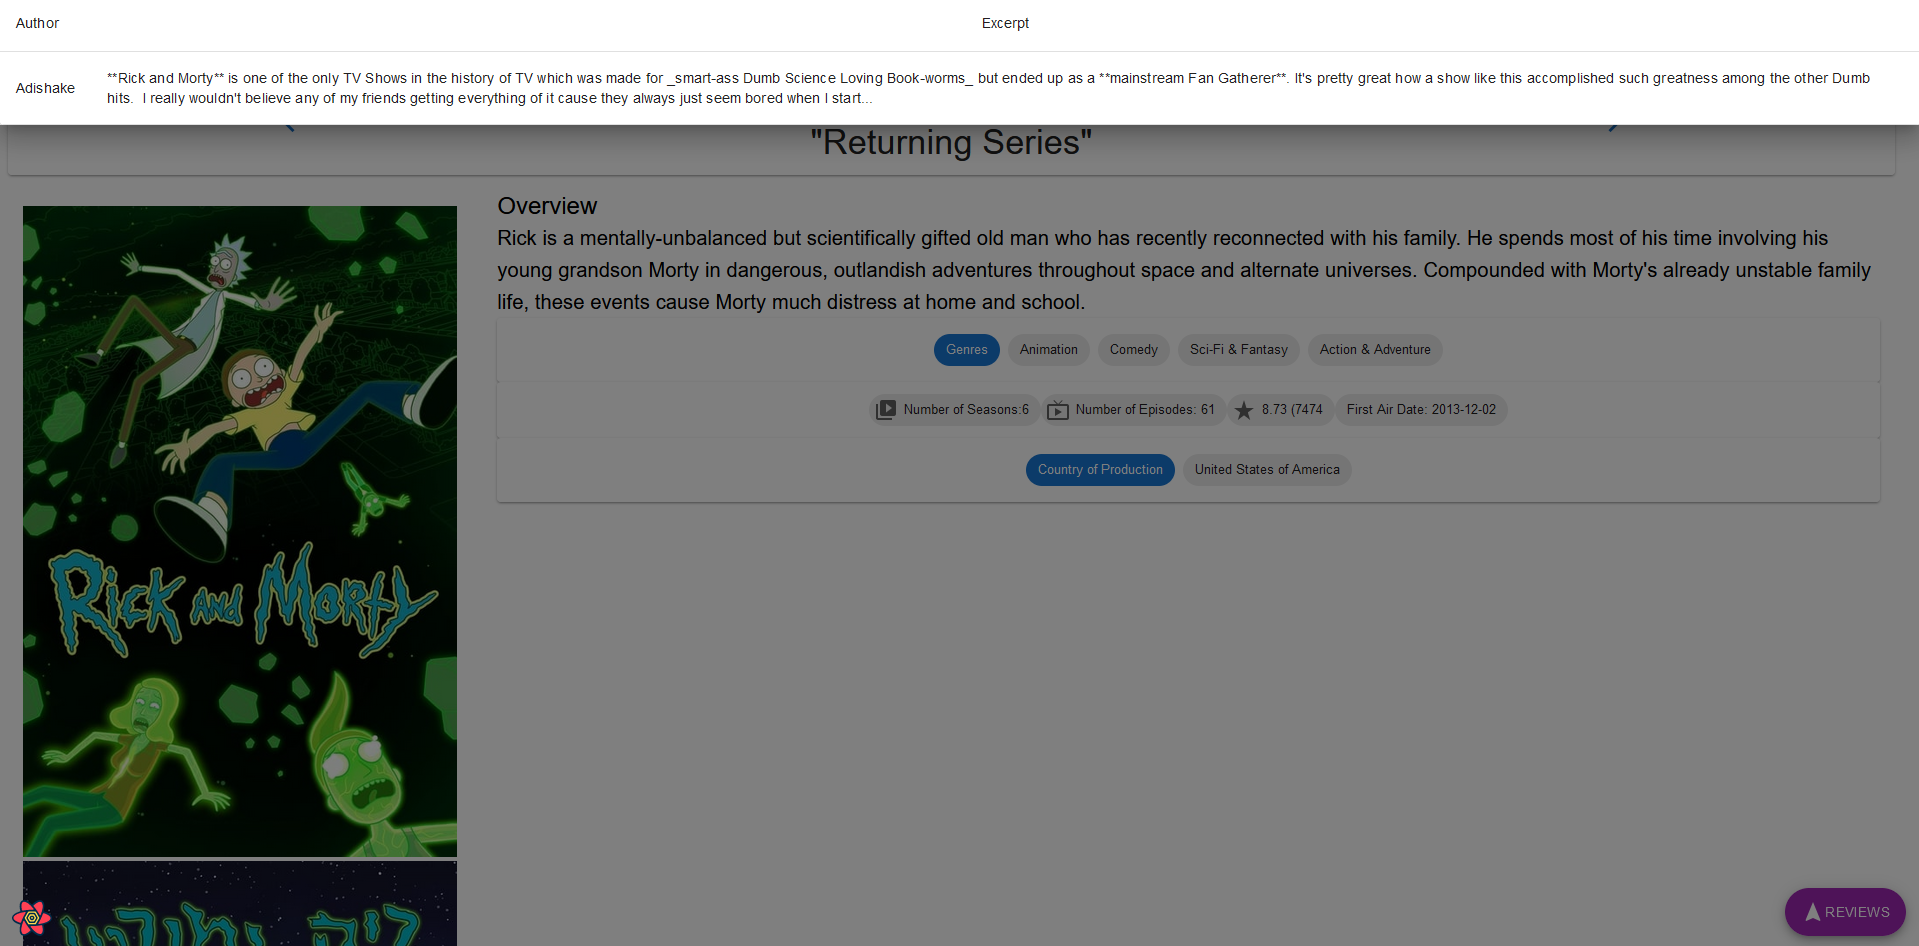 Author Excerpt
Adishake
**Rick and Morty** is one of the only TV Shows in the history of TV which was made for _smart-ass Dumb Science Loving Book-worms_ but ended up as a **mainstream Fan Gatherer**. It's pretty great how a show like this accomplished such greatness among the other Dumb
hits.  I really wouldn't believe any of my friends getting everything of it cause they always just seem bored when I start...
"Returning Series"
Overview
Rick is a mentally-unbalanced but scientifically gifted old man who has recently reconnected with his family. He spends most of his time involving his
young grandson Morty in dangerous, outlandish adventures throughout space and alternate universes. Compounded with Morty's already unstable family
life, these events cause Morty much distress at home and school.
Genres Animation Comedy Sci-Fi & Fantasy Action & Adventure
Number of Seasons:6 Number of Episodes: 61 8.73 (7474 First Air Date: 2013-12-02
Country of Production United States of America
RICK AND MORTY
REVIEWS